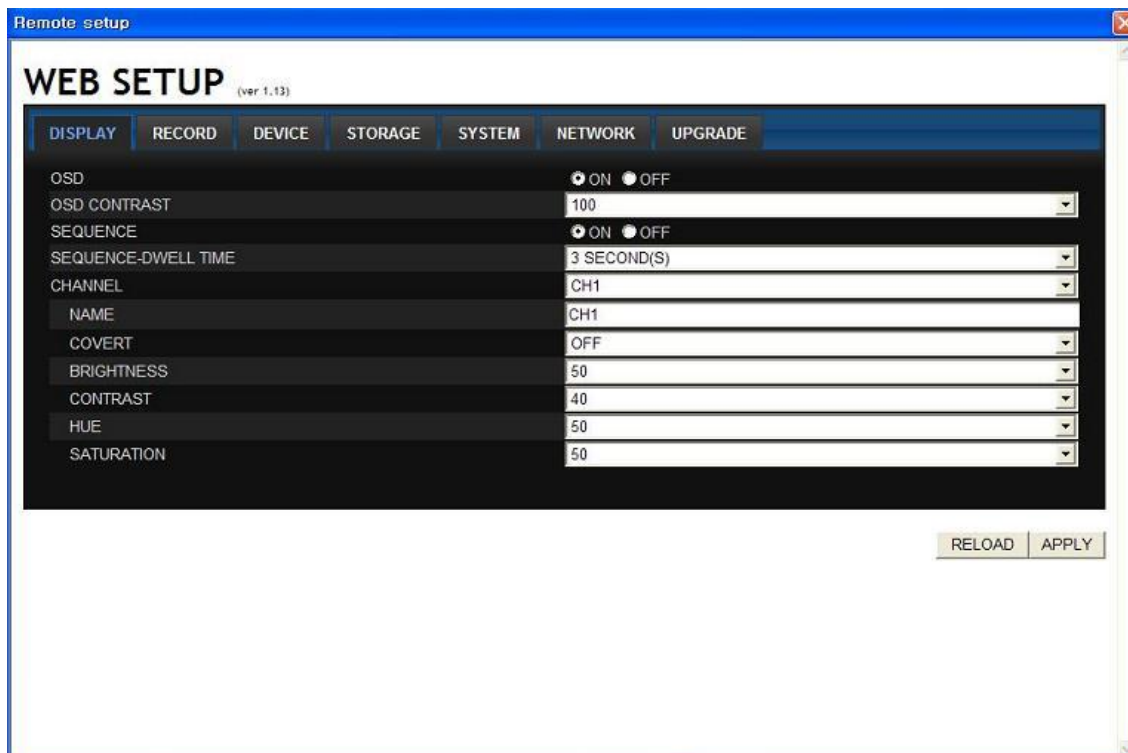 Remote setup
WEB SETUP (ver 1.13)
DISPLAY RECORD DEVICE STORAGE SYSTEM NETWORK UPGRADE
OSD ON OFF
OSD CONTRAST 100
SEQUENCE ON OFF
SEQUENCE-DWELL TIME 3 SECOND(S)
CHANNEL CH1
NAME CH1
COVERT OFF
BRIGHTNESS 50
CONTRAST 40
HUE 50
SATURATION 50
RELOAD APPLY